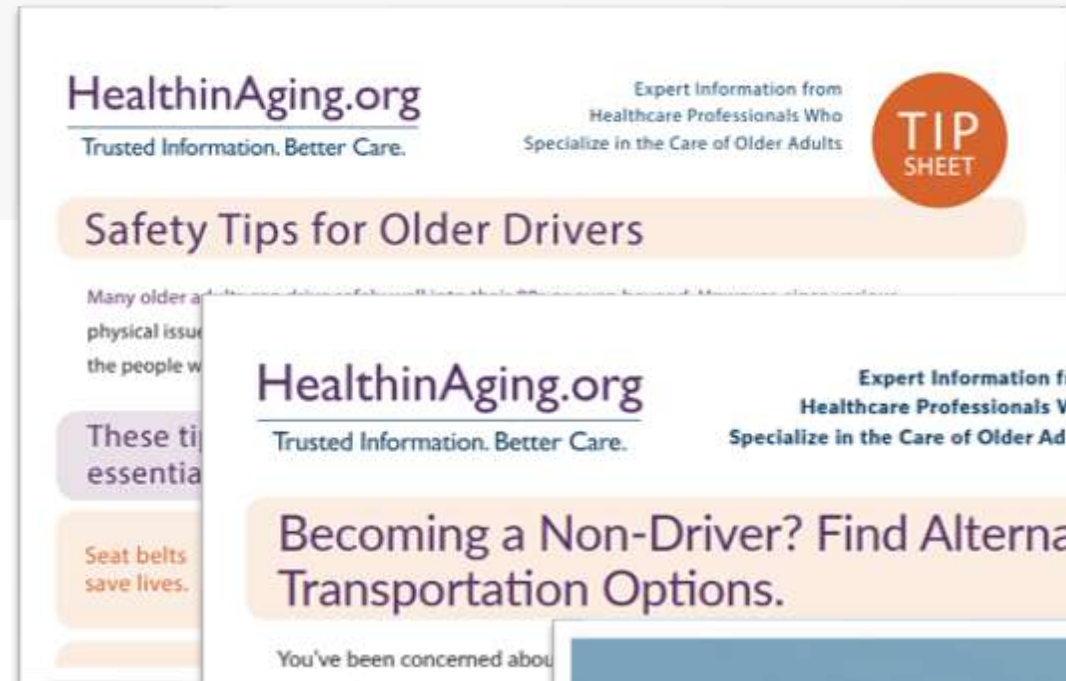 HealthinAging.org
Trusted Information. Better Care.
Expert Information from
Healthcare Professionals Who
Specialize in the Care of Older Adults
TIP
SHEET
Safety Tips for Older Drivers
Many older
physical issue
the people w
These ti
essentia
Seat belts
save lives.
HealthinAging.org
Trusted Information. Better Care.
Expert Information f
Healthcare Professionals W
Specialize in the Care of Older Ad
Becoming a Non-Driver? Find Alterna
Transportation Options.
You've been concerned abou